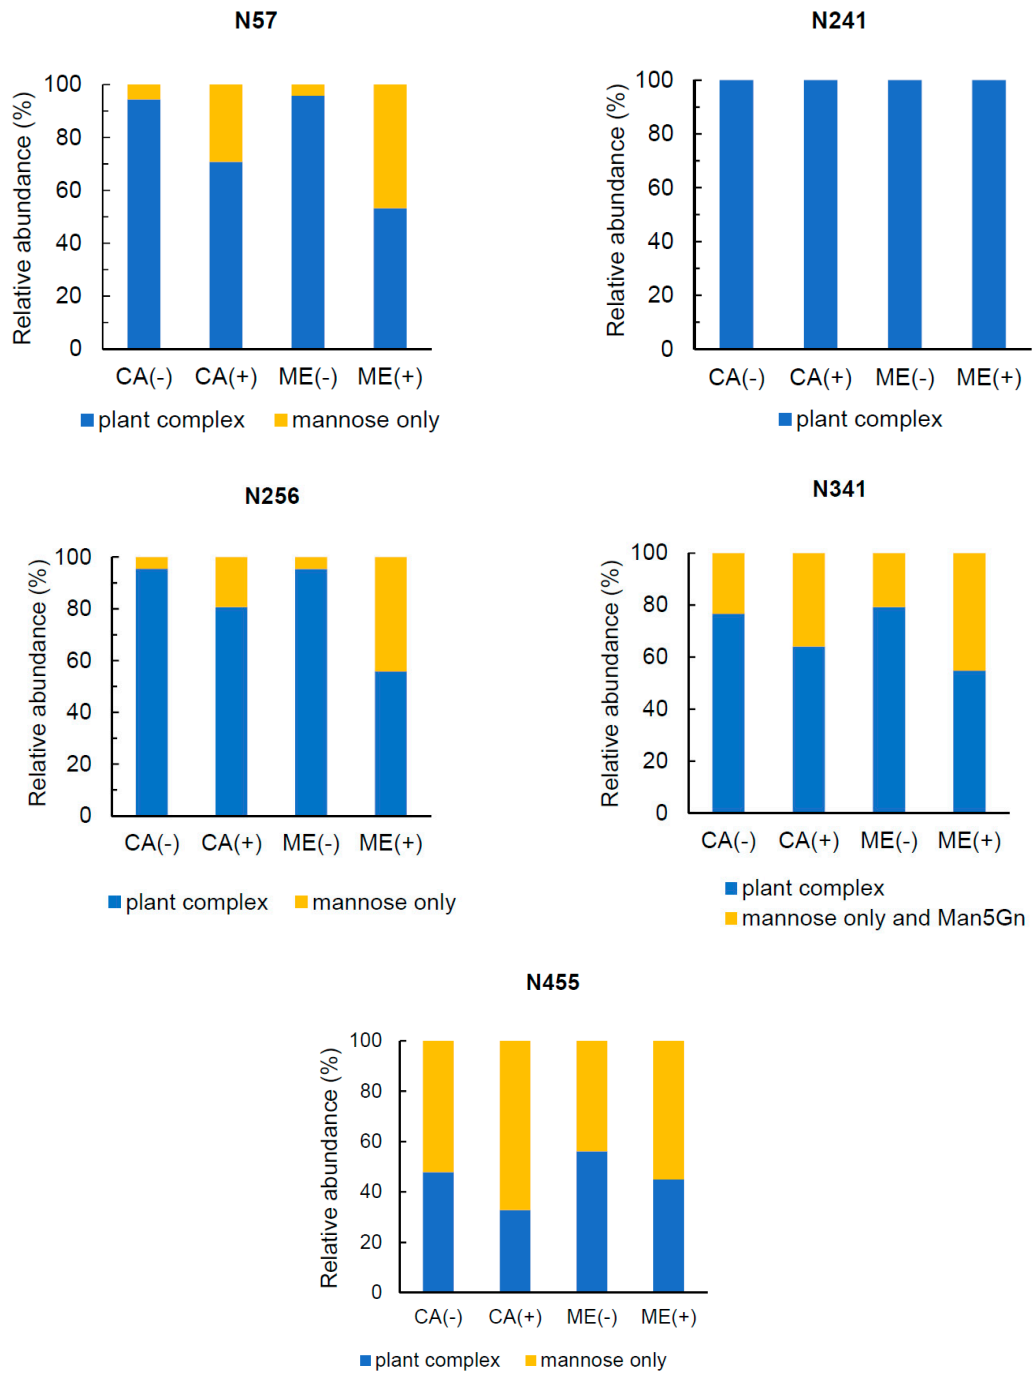 N57
Relative abundance (%)
100
80
60
40
20
0
CA(-) CA(+) ME(-) ME(+)
plant complex mannose only
N241
Relative abundance (%)
100
80
60
40
20
0
CA(-) CA(+) ME(-) ME(+)
plant complex
N256
Relative abundance (%)
100
80
60
40
20
0
CA(-) CA(+) ME(-) ME(+)
plant complex mannose only
N341
Relative abundance (%)
100
80
60
40
20
0
CA(-) CA(+) ME(-) ME(+)
plant complex
mannose only and Man5Gn
N455
Relative abundance (%)
100
80
60
40
20
0
CA(-) CA(+) ME(-) ME(+)
plant complex mannose only